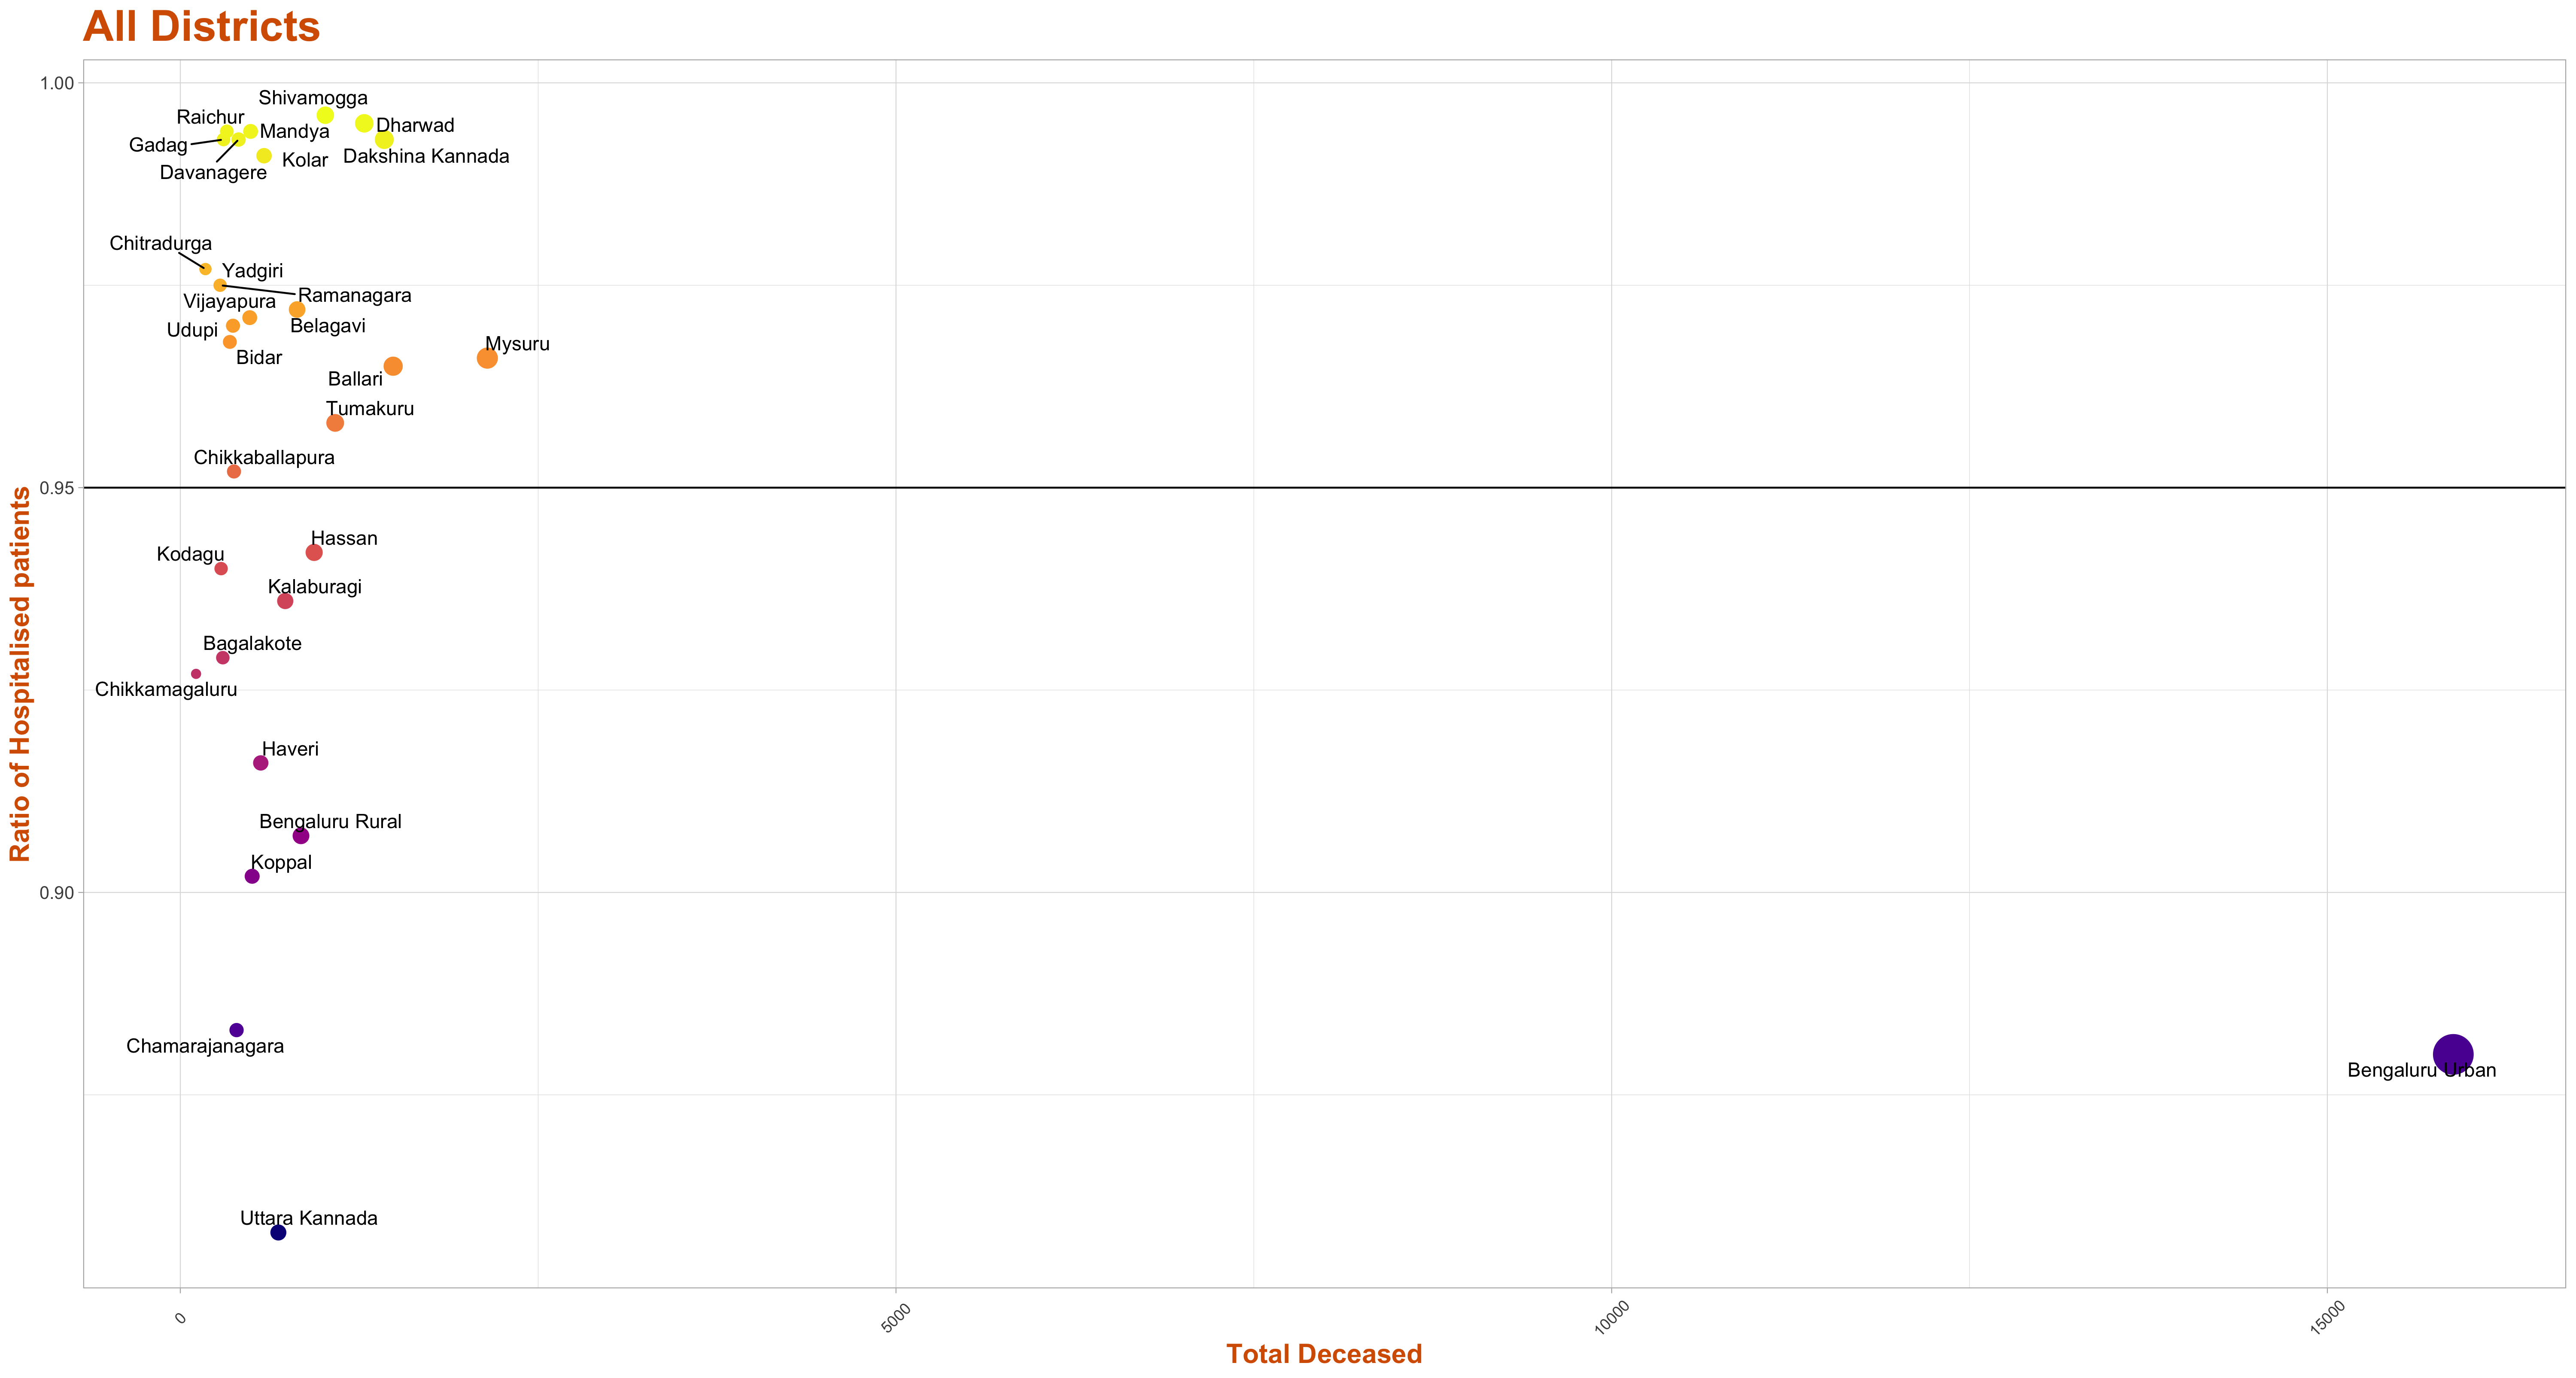 All Districts
1.00
Shivamogga
Raichur
Dharwad
Mandya
Gadag
Dakshina Kannada
Kolar
Davanagere
Chitradurga
Yadgiri
Ramanagara
Vijayapura
Belagavi
Udupi
Mysuru
Bidar
Ballari
Tumakuru
Chikkaballapura
0.95
Hassan
Kodagu
Kalaburagi
Bagalakote
Chikkamagaluru
Haveri
Bengaluru Rural
Koppal
0.90
Chamarajanagara
Bengaluru Urban
Uttara Kannada
Ratio of Hospitalised patients
0
5000
10000
15000
Total Deceased